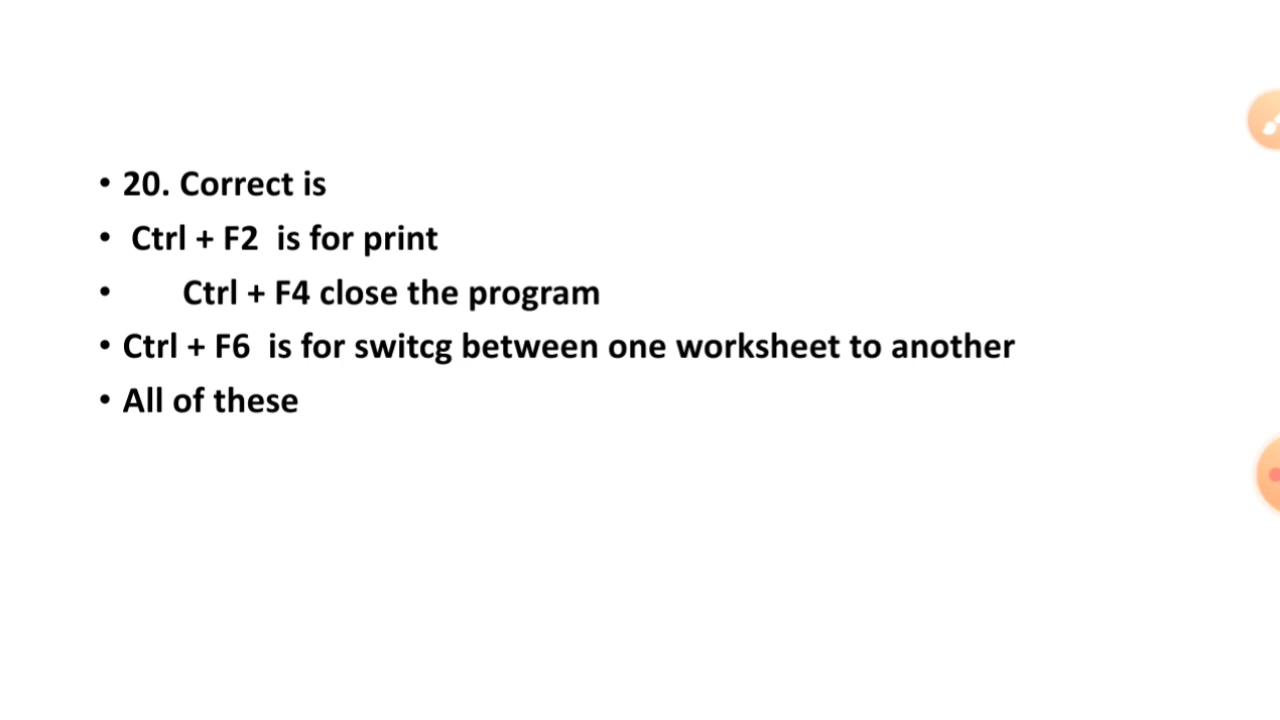 • 20. Correct is
• Ctrl + F2  is for print
• Ctrl + F4 close the program
• Ctrl + F6  is for switcg between one worksheet to another
• All of these